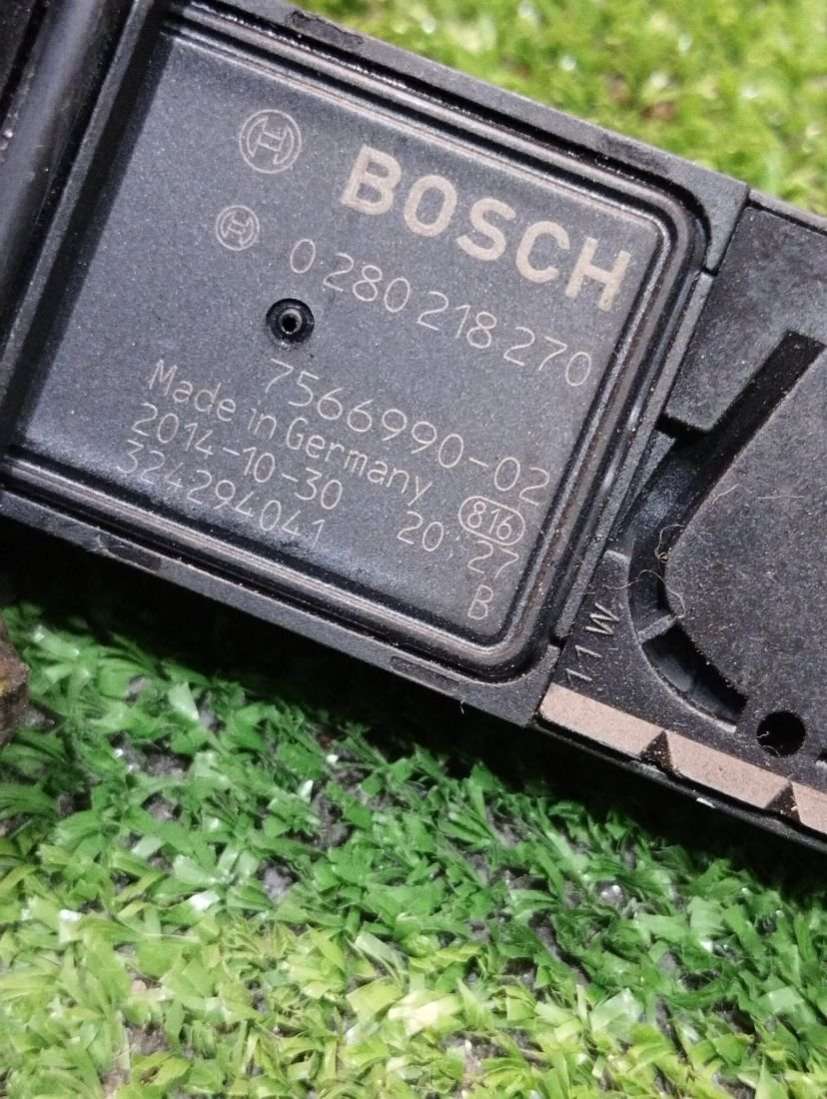 BOSCH
0 280 218 270
7566990-02
Made in Germany 816
2014-10-30 20:27
324294041 B
11W